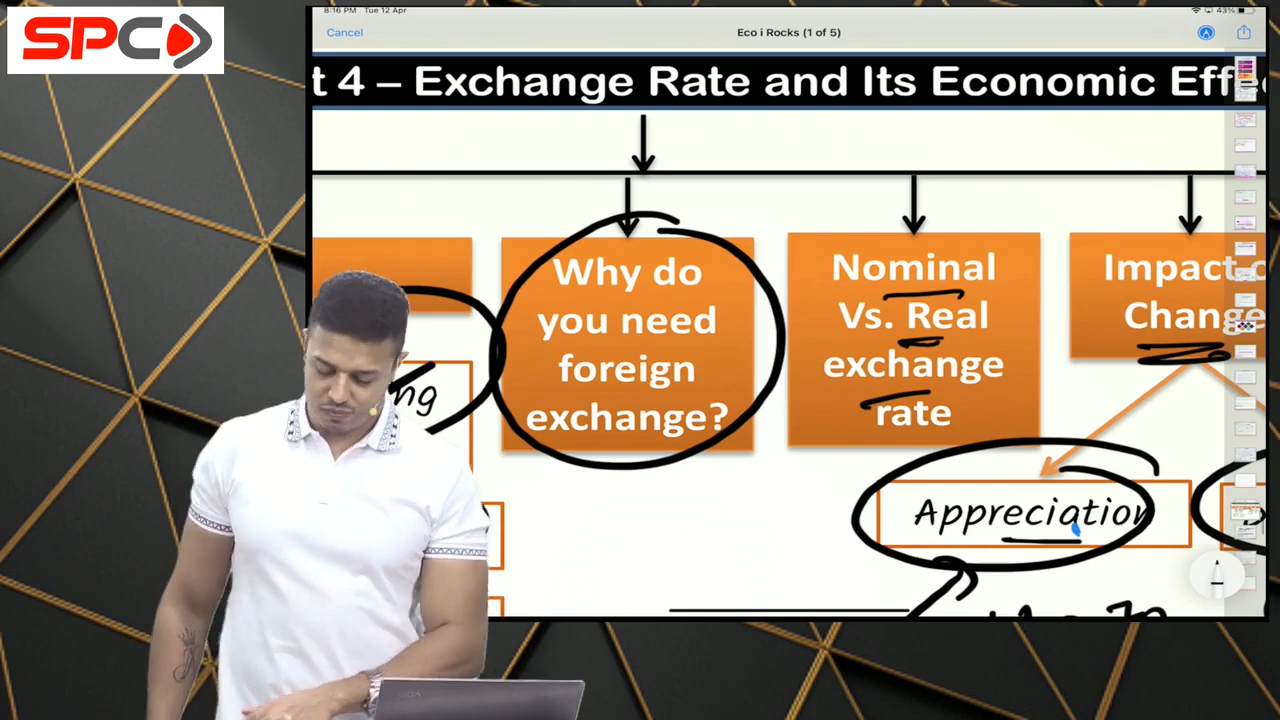 SPC
8:16 PM Tue 12 Apr
43%
Cancel
Eco i Rocks (1 of 5)
t 4 – Exchange Rate and Its Economic Effe
Why do
you need
foreign
exchange?
Nominal
Vs. Real
exchange
rate
Impact
Change
ng
Appreciation